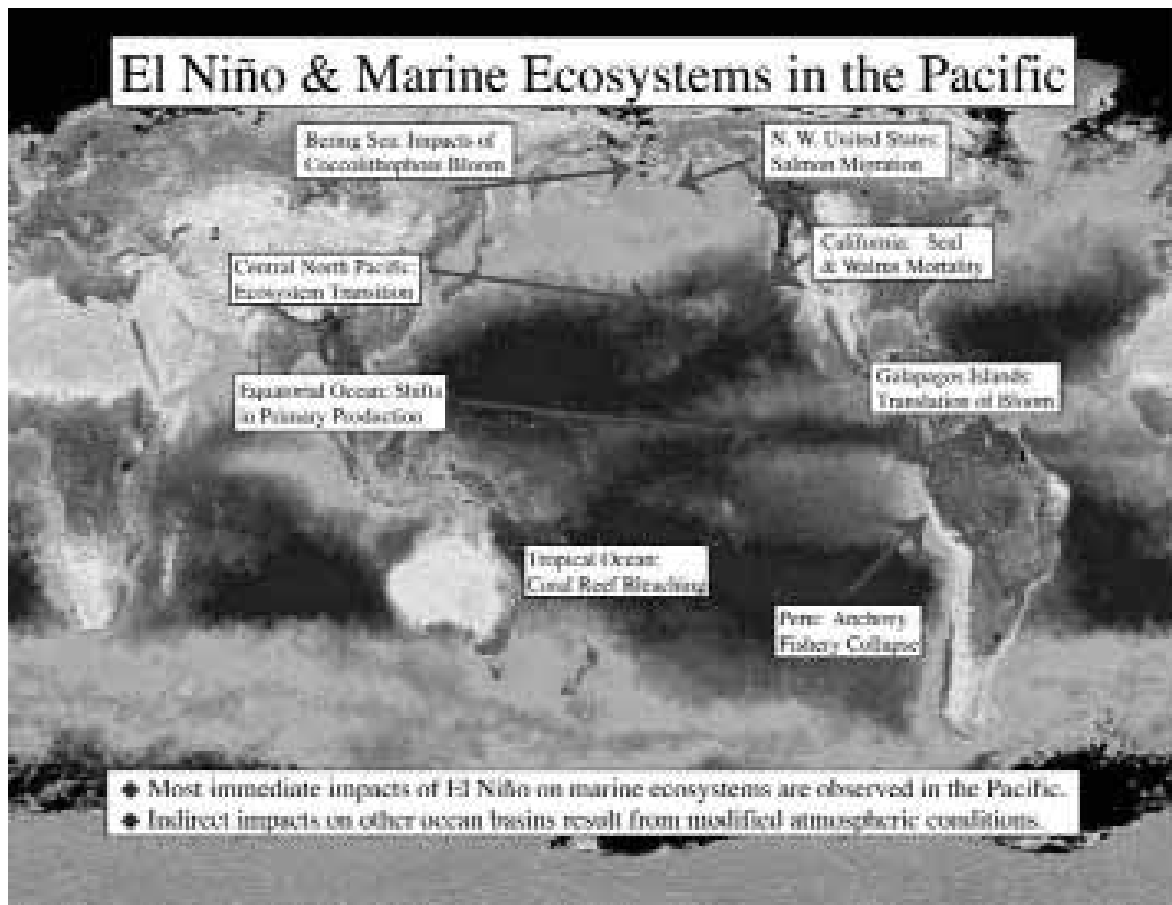 El Niño & Marine Ecosystems in the Pacific
Bering Sea: Impacts of
Coccolithophore Bloom
N. W. United States:
Salmon Migration
California: Seal
& Walrus Mortality
Central North Pacific:
Ecosystem Transition
Galapagos Islands:
Translation of Bloom
Equatorial Ocean: Shifts
in Primary Production
Tropical Ocean:
Coral Reef Bleaching
Peru: Anchovy
Fishery Collapse
◆ Most immediate impacts of El Niño on marine ecosystems are observed in the Pacific.
◆ Indirect impacts on other ocean basins result from modified atmospheric conditions.